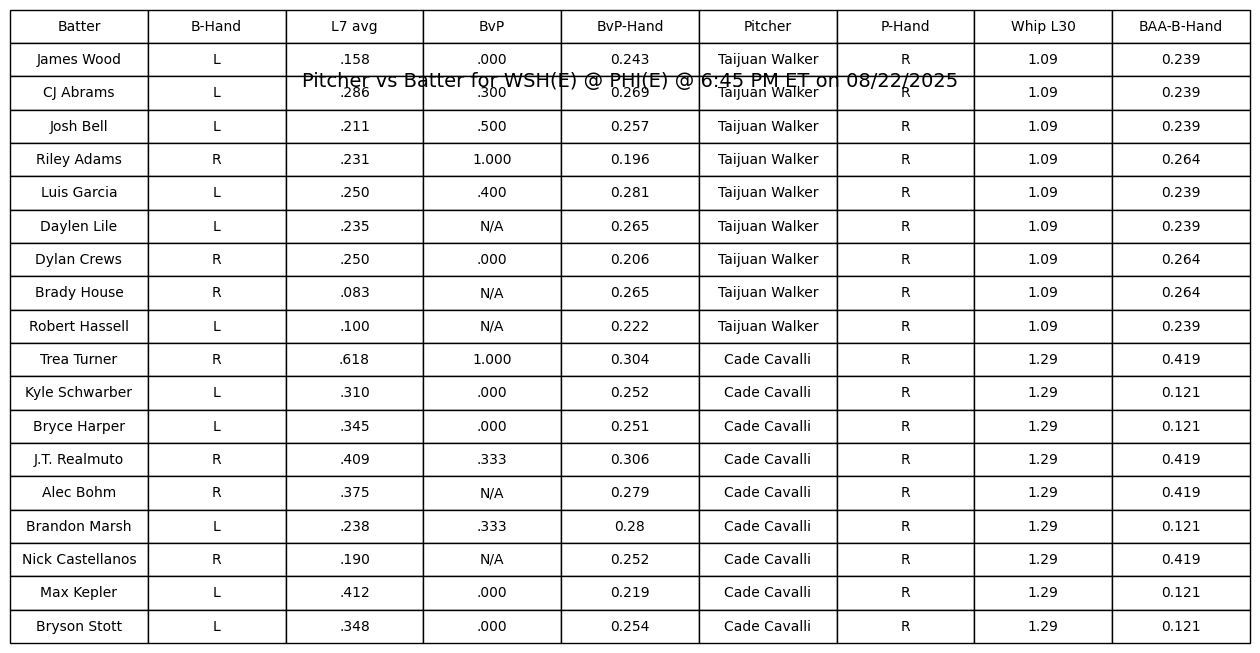 Batter B-Hand L7 avg BvP BvP-Hand Pitcher P-Hand Whip L30 BAA-B-Hand
James Wood L .158 .000 0.243 Taijuan Walker R 1.09 0.239
Pitcher vs Batter for WSH(E) @ PHI(E) @ 6:45 PM ET on 08/22/2025
CJ Abrams L .286 .300 0.269 Taijuan Walker R 1.09 0.239
Josh Bell L .211 .500 0.257 Taijuan Walker R 1.09 0.239
Riley Adams R .231 1.000 0.196 Taijuan Walker R 1.09 0.264
Luis Garcia L .250 .400 0.281 Taijuan Walker R 1.09 0.239
Daylen Lile L .235 N/A 0.265 Taijuan Walker R 1.09 0.239
Dylan Crews R .250 .000 0.206 Taijuan Walker R 1.09 0.264
Brady House R .083 N/A 0.265 Taijuan Walker R 1.09 0.264
Robert Hassell L .100 N/A 0.222 Taijuan Walker R 1.09 0.239
Trea Turner R .618 1.000 0.304 Cade Cavalli R 1.29 0.419
Kyle Schwarber L .310 .000 0.252 Cade Cavalli R 1.29 0.121
Bryce Harper L .345 .000 0.251 Cade Cavalli R 1.29 0.121
J.T. Realmuto R .409 .333 0.306 Cade Cavalli R 1.29 0.419
Alec Bohm R .375 N/A 0.279 Cade Cavalli R 1.29 0.419
Brandon Marsh L .238 .333 0.28 Cade Cavalli R 1.29 0.121
Nick Castellanos R .190 N/A 0.252 Cade Cavalli R 1.29 0.419
Max Kepler L .412 .000 0.219 Cade Cavalli R 1.29 0.121
Bryson Stott L .348 .000 0.254 Cade Cavalli R 1.29 0.121